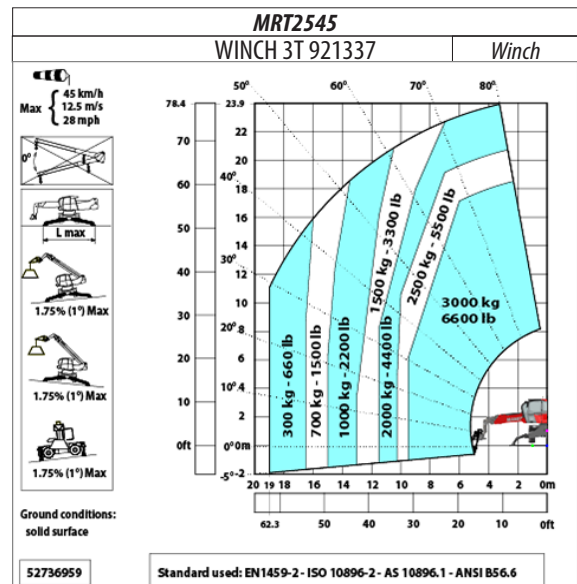 MRT2545
WINCH 3T 921337
Winch
Max
45 km/h
12.5 m/s
28 mph
0°
L max
1.75% (1°) Max
1.75% (1°) Max
1.75% (1°) Max
Ground conditions:
solid surface
50°
60°
70°
80°
78.4
23.9
70
22
20
60
18
40°
50
16
14
40
12
30°
30
10
8
20°
20
6
4
10°
10
2
0ft
0°
0m
-5°
-2
300 kg - 660 lb
700 kg - 1500 lb
1000 kg - 2200 lb
1500 kg - 3300 lb
2000 kg - 4400 lb
2500 kg - 5500 lb
3000 kg
6600 lb
20 19 18 16 14 12 10 8 6 4 2 0m
62.3 50 40 30 20 10 0ft
52736959
Standard used: EN1459-2 - ISO 10896-2 - AS 10896.1 - ANSI B56.6